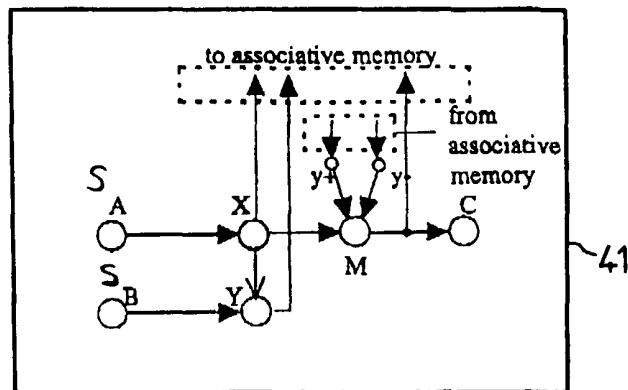 to associative memory
from
associative
memory
y+ y-
S
A X C
M
S
B Y
41